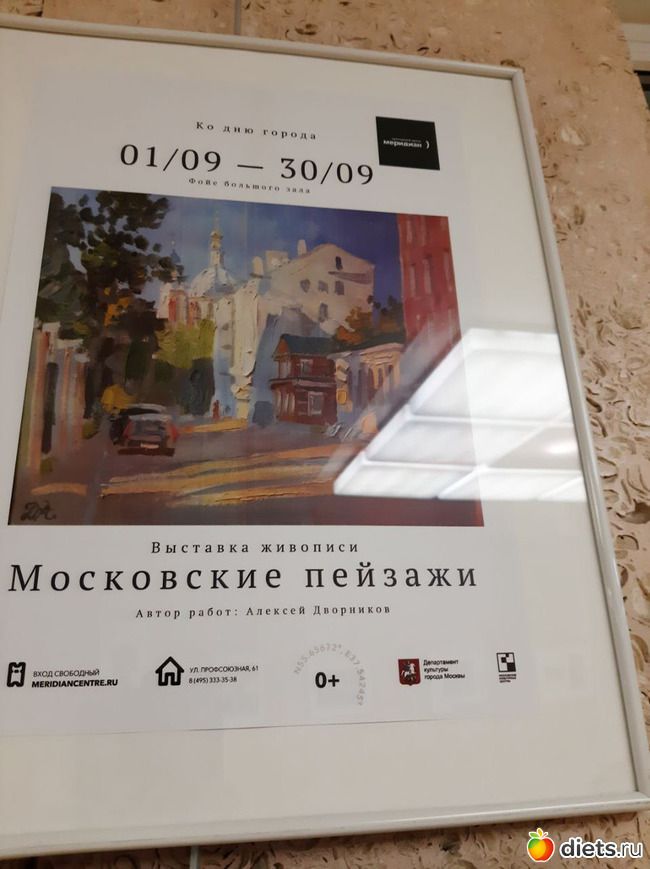 Ко дню города
меридиан
01/09 — 30/09
Фойе большого зала
ДА.
Выставка живописи
Московские пейзажи
Автор работ: Алексей Дворников
ВХОД СВОБОДНЫЙ
MERIDIANCENTRE.RU
УЛ. ПРОФСОЮЗНАЯ, 61
8 (495) 333-35-38
0+
Департамент
культуры
города Москвы
diets.ru